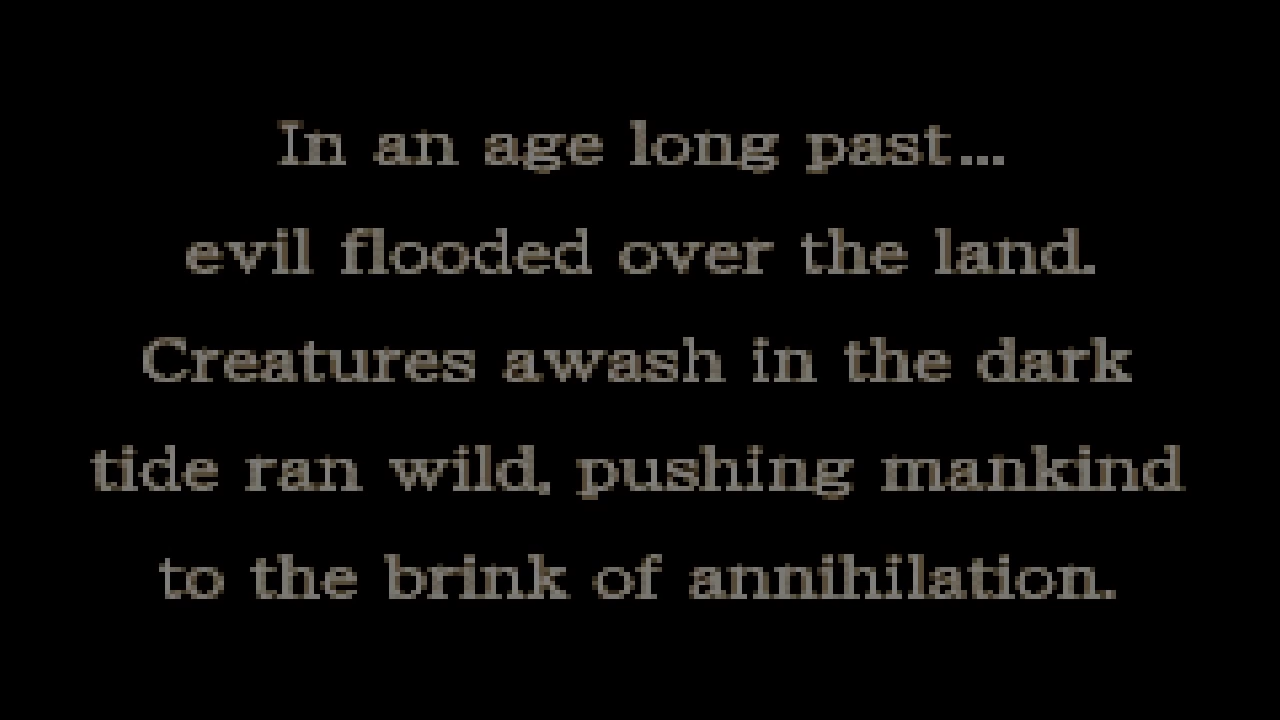 In an age long past...
evil flooded over the land.
Creatures awash in the dark
tide ran wild, pushing mankind
to the brink of annihilation.